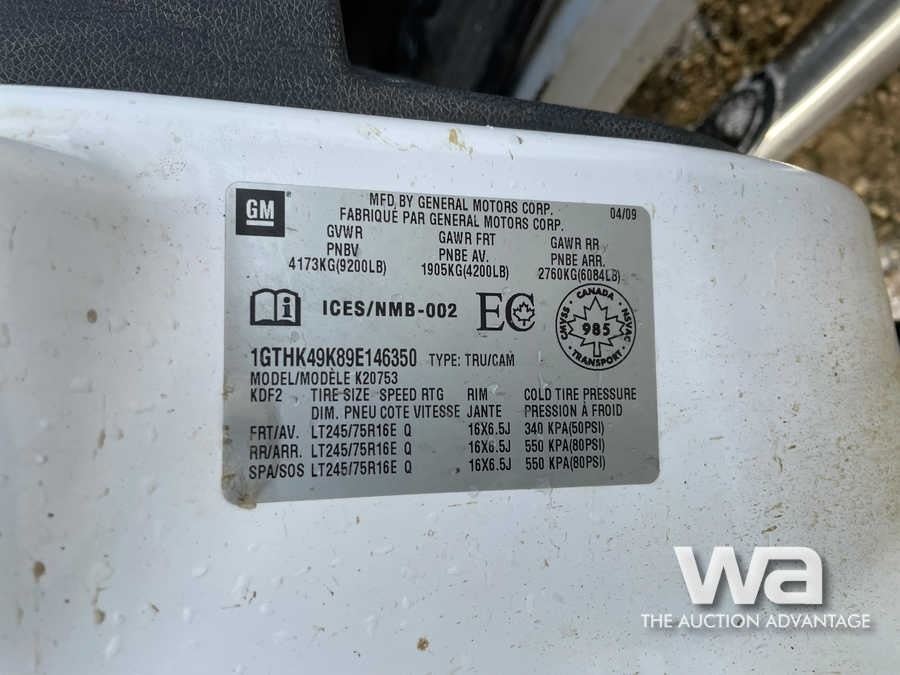 GM
MFD BY GENERAL MOTORS CORP. 04/09
FABRIQUÉ PAR GENERAL MOTORS CORP.
GVWR GAWR FRT GAWR RR
PNBV PNBE AV. PNBE ARR.
4173KG(9200LB) 1905KG(4200LB) 2760KG(6084LB)
i ICES/NMB-002 EC CANADA CMVSS NSVAC 985 TRANSPORT
1GTHK49K89E146350 TYPE: TRU/CAM
MODEL/MODÈLE K20753
KDF2 TIRE SIZE SPEED RTG RIM COLD TIRE PRESSURE
DIM. PNEU COTE VITESSE JANTE PRESSION À FROID
FRT/AV. LT245/75R16E Q 16X6.5J 340 KPA(50PSI)
RR/ARR. LT245/75R16E Q 16X6.5J 550 KPA(80PSI)
SPA/SOS LT245/75R16E Q 16X6.5J 550 KPA(80PSI)
wa
THE AUCTION ADVANTAGE